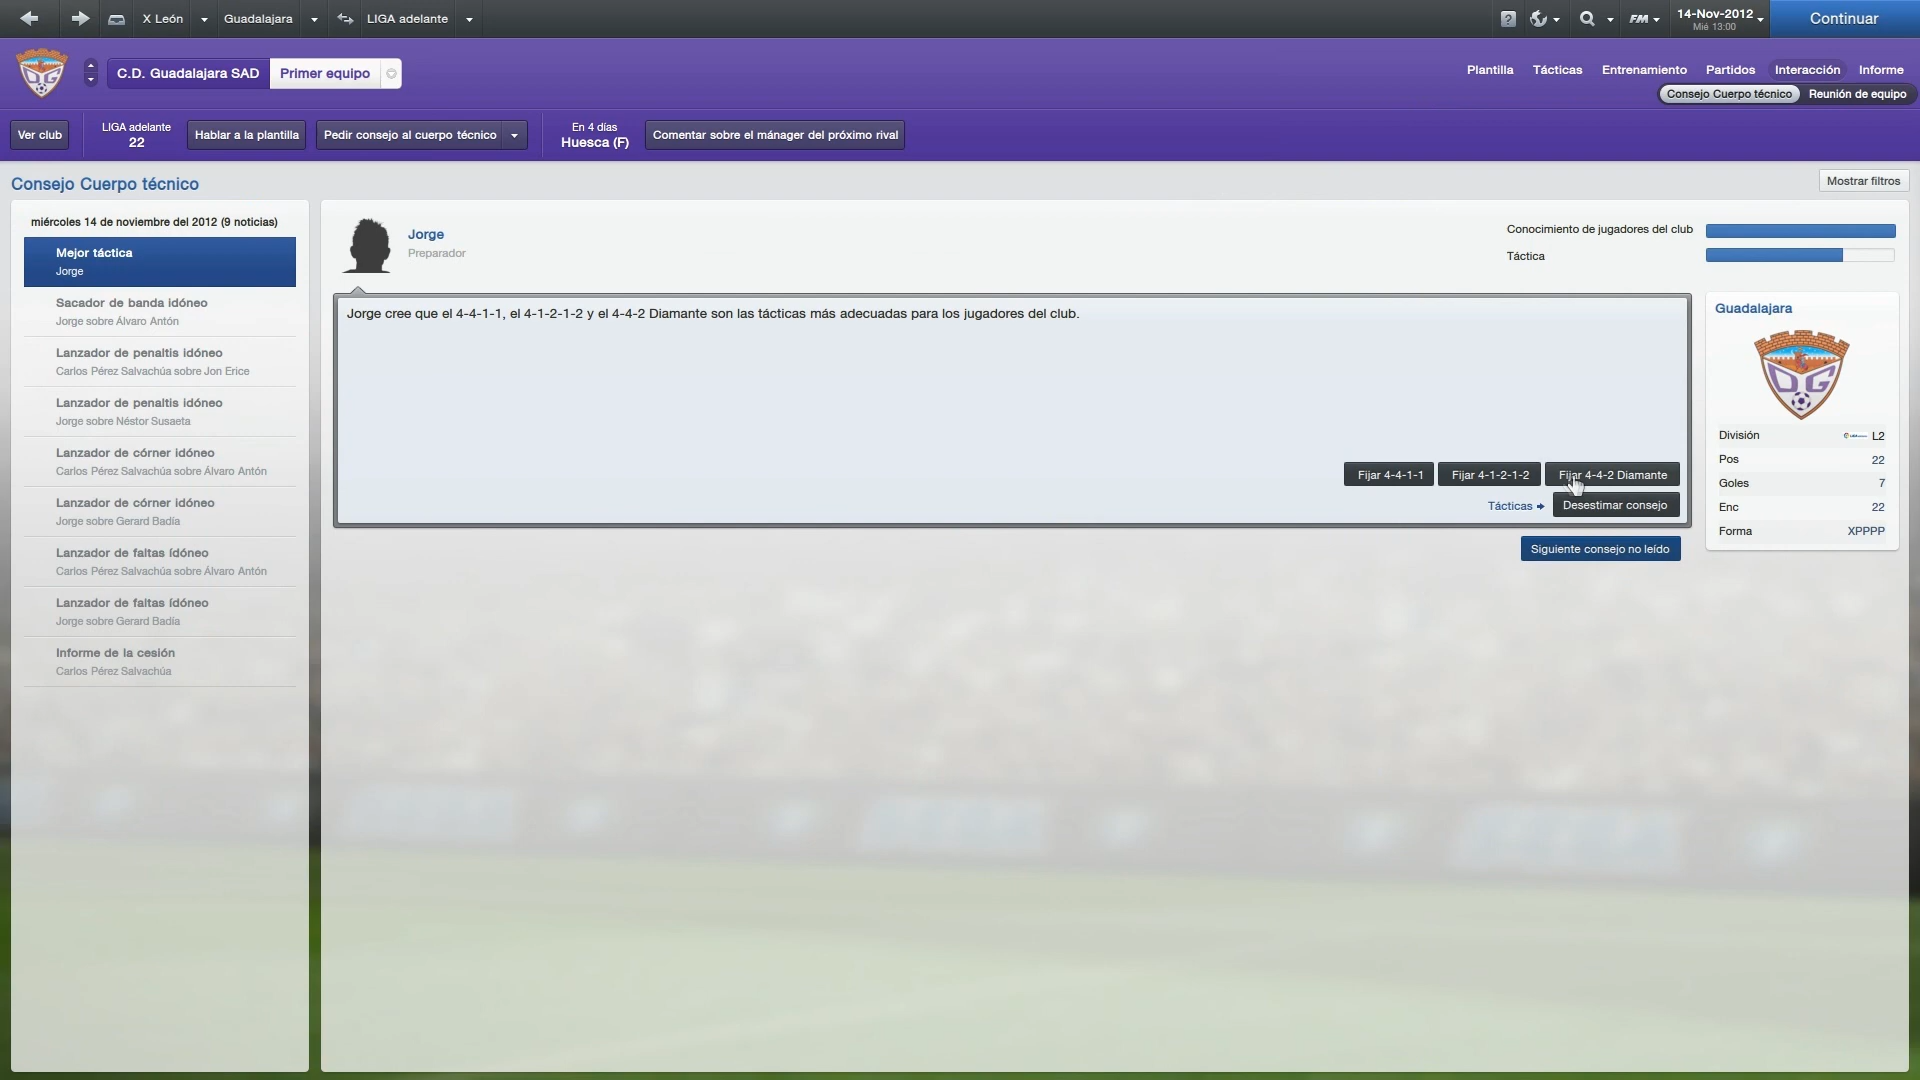 X León
Guadalajara
LIGA adelante
FM
14-Nov-2012
Mié 13:00
Continuar
C.D. Guadalajara SAD
Primer equipo
Plantilla
Tácticas
Entrenamiento
Partidos
Interacción
Informe
Consejo Cuerpo técnico
Reunión de equipo
Ver club
LIGA adelante
22
Hablar a la plantilla
Pedir consejo al cuerpo técnico
En 4 días
Huesca (F)
Comentar sobre el mánager del próximo rival
Consejo Cuerpo técnico
Mostrar filtros
miércoles 14 de noviembre del 2012 (9 noticias)
Mejor táctica
Jorge
Sacador de banda idóneo
Jorge sobre Álvaro Antón
Lanzador de penaltis idóneo
Carlos Pérez Salvachúa sobre Jon Erice
Lanzador de penaltis idóneo
Jorge sobre Néstor Susaeta
Lanzador de córner idóneo
Carlos Pérez Salvachúa sobre Álvaro Antón
Lanzador de córner idóneo
Jorge sobre Gerard Badía
Lanzador de faltas ídóneo
Carlos Pérez Salvachúa sobre Álvaro Antón
Lanzador de faltas ídóneo
Jorge sobre Gerard Badía
Informe de la cesión
Carlos Pérez Salvachúa
Jorge
Preparador
Conocimiento de jugadores del club
Táctica
Jorge cree que el 4-4-1-1, el 4-1-2-1-2 y el 4-4-2 Diamante son las tácticas más adecuadas para los jugadores del club.
Fijar 4-4-1-1
Fijar 4-1-2-1-2
Fijar 4-4-2 Diamante
Tácticas
Desestimar consejo
Siguiente consejo no leído
Guadalajara
DG
División L2
Pos 22
Goles 7
Enc 22
Forma XPPPP